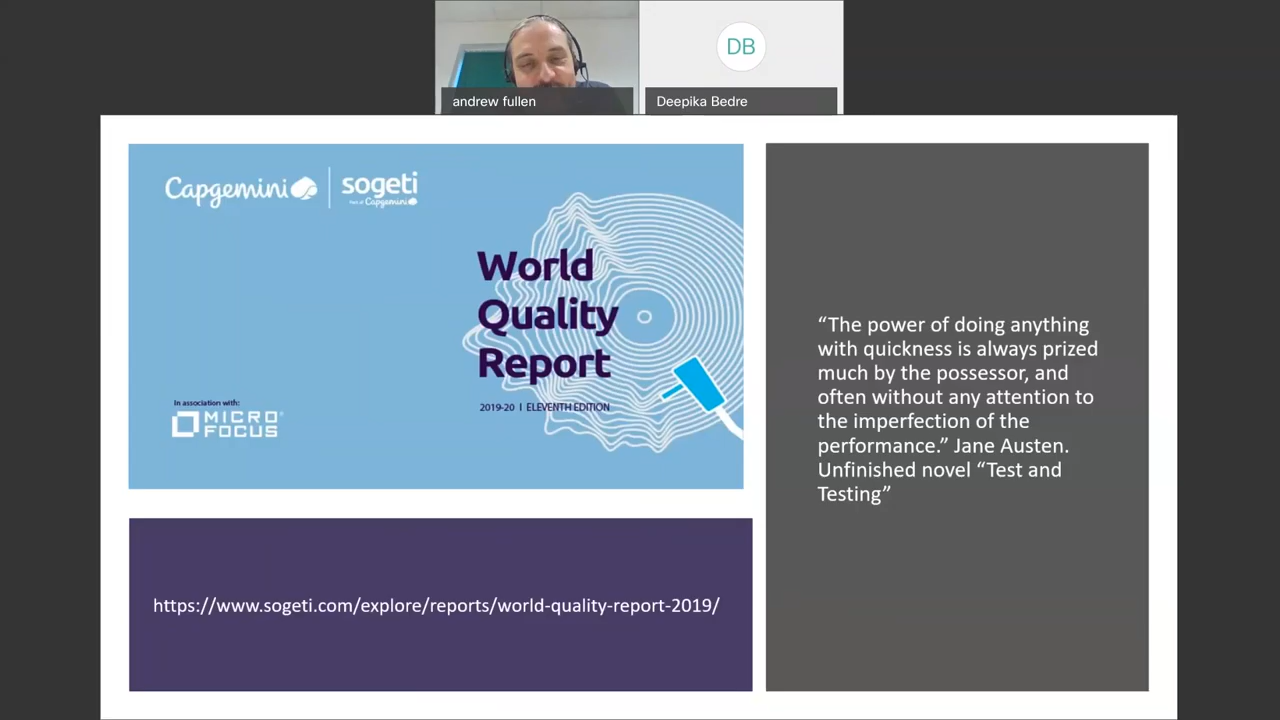 andrew fullen
DB
Deepika Bedre
Capgemini
sogeti
Part of Capgemini
World
Quality
Report
2019-20 | ELEVENTH EDITION
In association with:
MICRO
FOCUS
“The power of doing anything
with quickness is always prized
much by the possessor, and
often without any attention to
the imperfection of the
performance.” Jane Austen.
Unfinished novel “Test and
Testing”
https://www.sogeti.com/explore/reports/world-quality-report-2019/